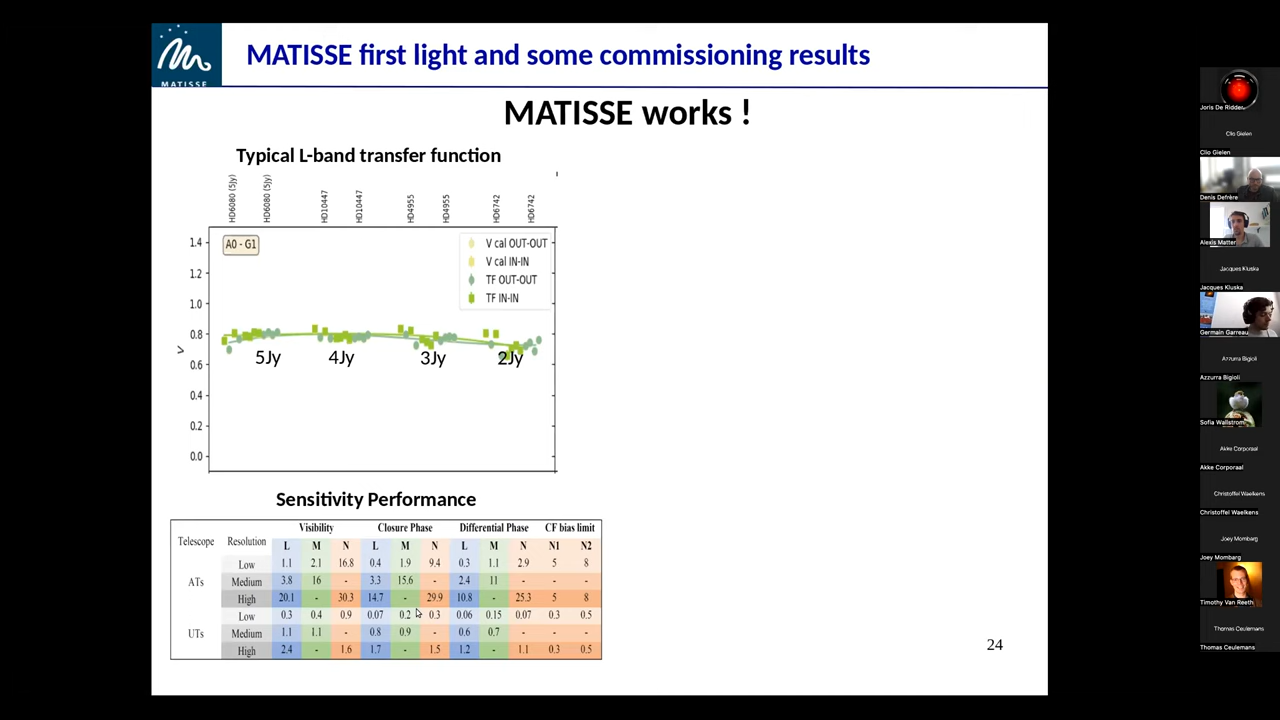 MATISSE
MATISSE first light and some commissioning results
MATISSE works !
Typical L-band transfer function
HD6080 (5Jy)
HD6080 (5Jy)
HD10447
HD10447
HD4955
HD4955
HD6742
HD6742
A0 - G1
V cal OUT-OUT
V cal IN-IN
TF OUT-OUT
TF IN-IN
1.4
1.2
1.0
0.8
0.6
0.4
0.2
0.0
V
5Jy 4Jy 3Jy 2Jy
Sensitivity Performance
Telescope Resolution Visibility Closure Phase Differential Phase CF bias limit
L M N L M N L M N N1 N2
ATs
Low 1.1 2.1 16.8 0.4 1.9 9.4 0.3 1.1 2.9 5 8
Medium 3.8 16 - 3.3 15.6 - 2.4 11 - - -
High 20.1 - 30.3 14.7 - 29.9 10.8 - 25.3 5 8
UTs
Low 0.3 0.4 0.9 0.07 0.2 0.3 0.06 0.15 0.07 0.3 0.5
Medium 1.1 1.1 - 0.8 0.9 - 0.6 0.7 - - -
High 2.4 - 1.6 1.7 - 1.5 1.2 - 1.1 0.3 0.5
24
Joris De Ridder
Clio Gielen
Clio Gielen
Denis Defrère
Alexis Matter
Jacques Kluska
Jacques Kluska
Germain Garreau
Azzurra Bigioli
Azzurra Bigioli
Sofia Wallstrom
Akke Corporaal
Akke Corporaal
Christoffel Waelkens
Christoffel Waelkens
Joey Mombarg
Joey Mombarg
Timothy Van Reeth
Thomas Ceulemans
Thomas Ceulemans